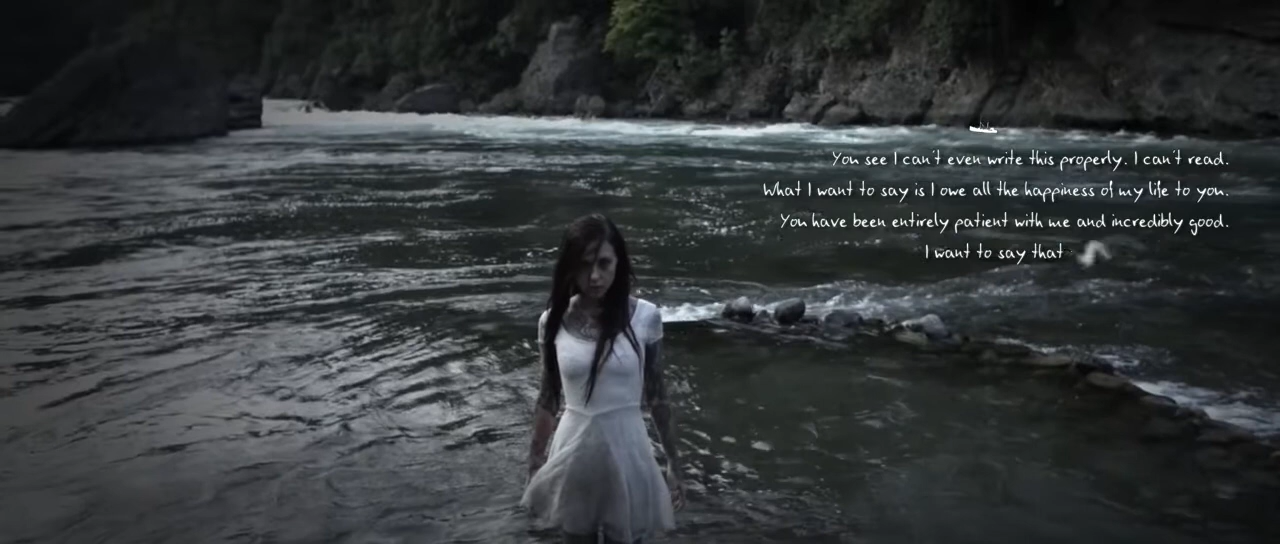 You see I can't even write this properly. I can't read.
What I want to say is I owe all the happiness of my life to you.
You have been entirely patient with me and incredibly good.
I want to say that